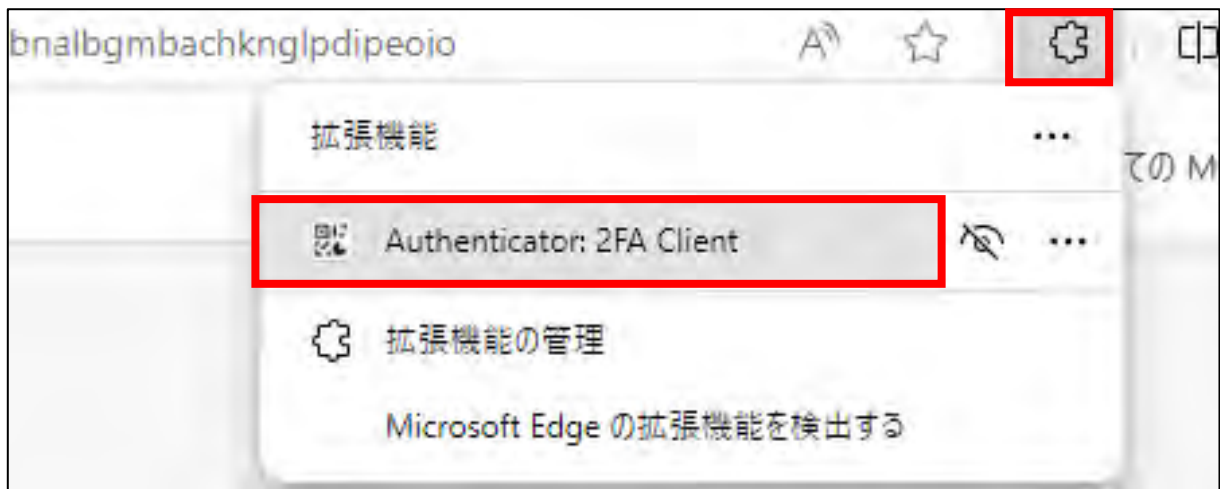 bnalbgmbachknglpdipeojo
拡張機能
ての M
Authenticator: 2FA Client
拡張機能の管理
Microsoft Edge の拡張機能を検出する